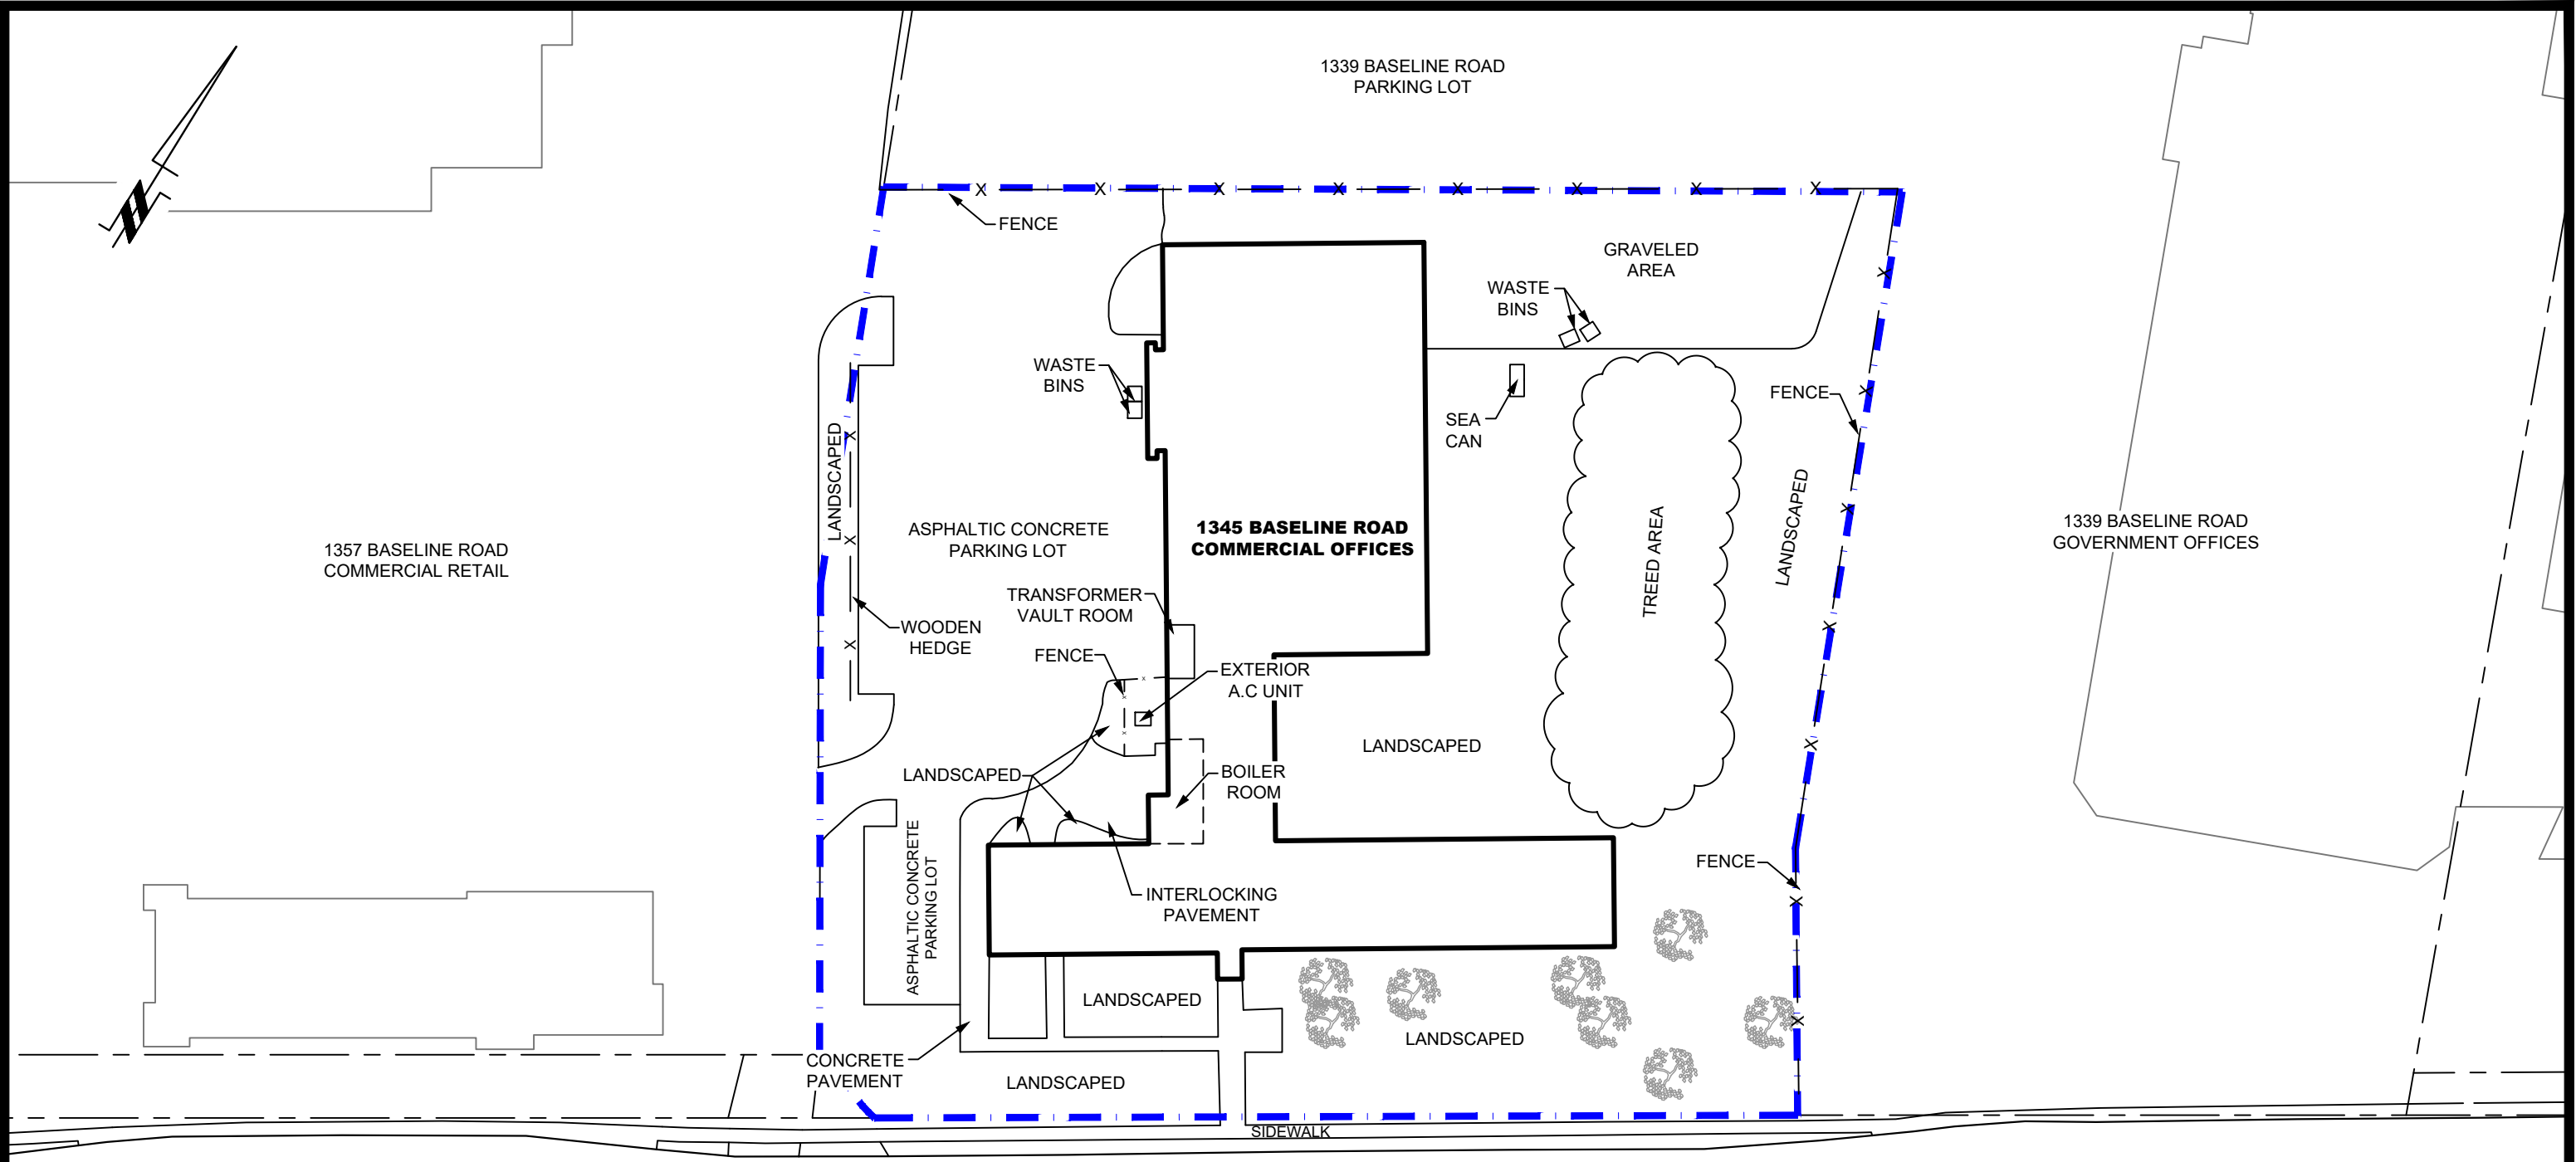 1339 BASELINE ROAD
PARKING LOT
FENCE
GRAVELED
AREA
WASTE
BINS
WASTE
BINS
SEA
CAN
FENCE
LANDSCAPED
ASPHALTIC CONCRETE
PARKING LOT
1345 BASELINE ROAD
COMMERCIAL OFFICES
TREED AREA
LANDSCAPED
1339 BASELINE ROAD
GOVERNMENT OFFICES
1357 BASELINE ROAD
COMMERCIAL RETAIL
TRANSFORMER
VAULT ROOM
WOODEN
HEDGE
FENCE
EXTERIOR
A.C UNIT
LANDSCAPED
LANDSCAPED
BOILER
ROOM
ASPHALTIC CONCRETE
PARKING LOT
INTERLOCKING
PAVEMENT
FENCE
LANDSCAPED
LANDSCAPED
CONCRETE
PAVEMENT
LANDSCAPED
SIDEWALK